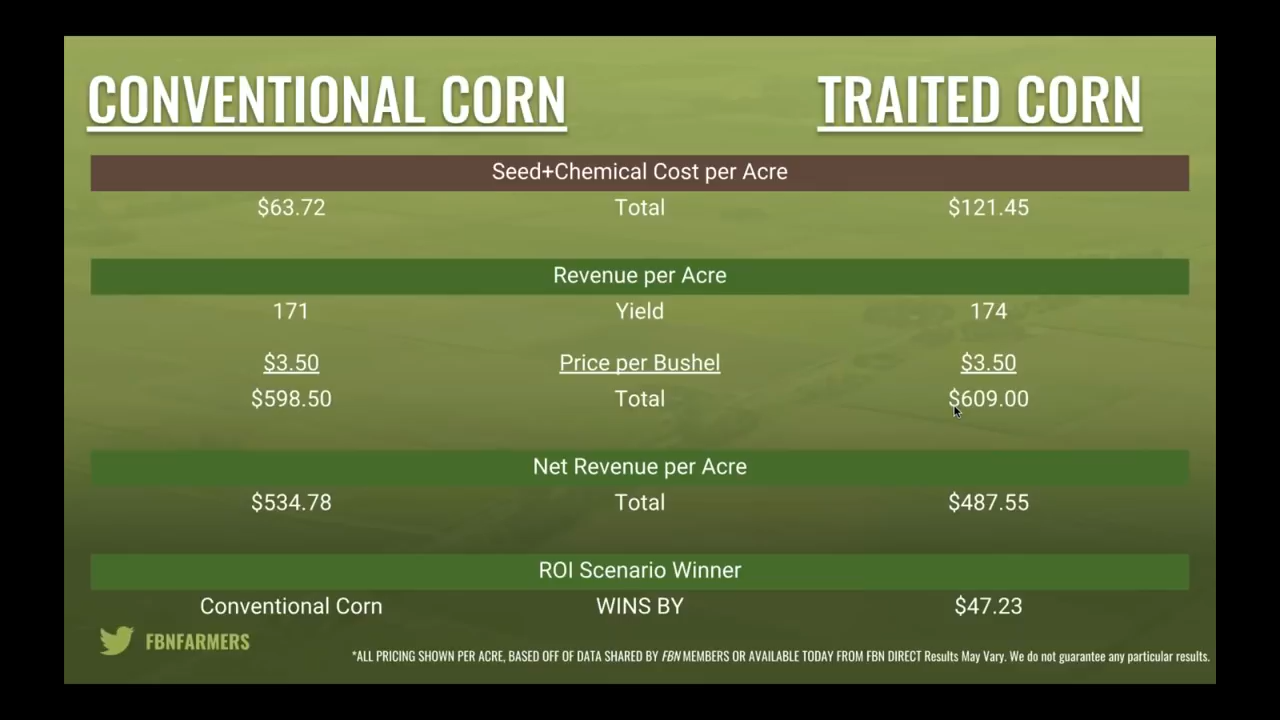 CONVENTIONAL CORN TRAITED CORN
Seed+Chemical Cost per Acre
$63.72 Total $121.45
Revenue per Acre
171 Yield 174
$3.50 Price per Bushel $3.50
$598.50 Total $609.00
Net Revenue per Acre
$534.78 Total $487.55
ROI Scenario Winner
Conventional Corn WINS BY $47.23
FBNFARMERS
*ALL PRICING SHOWN PER ACRE, BASED OFF OF DATA SHARED BY FBN MEMBERS OR AVAILABLE TODAY FROM FBN DIRECT Results May Vary. We do not guarantee any particular results.